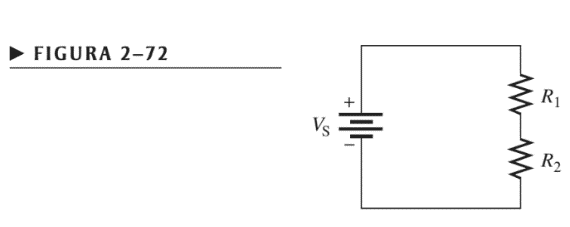 ▶ FIGURA 2–72
+
V_S
–
R_1
R_2